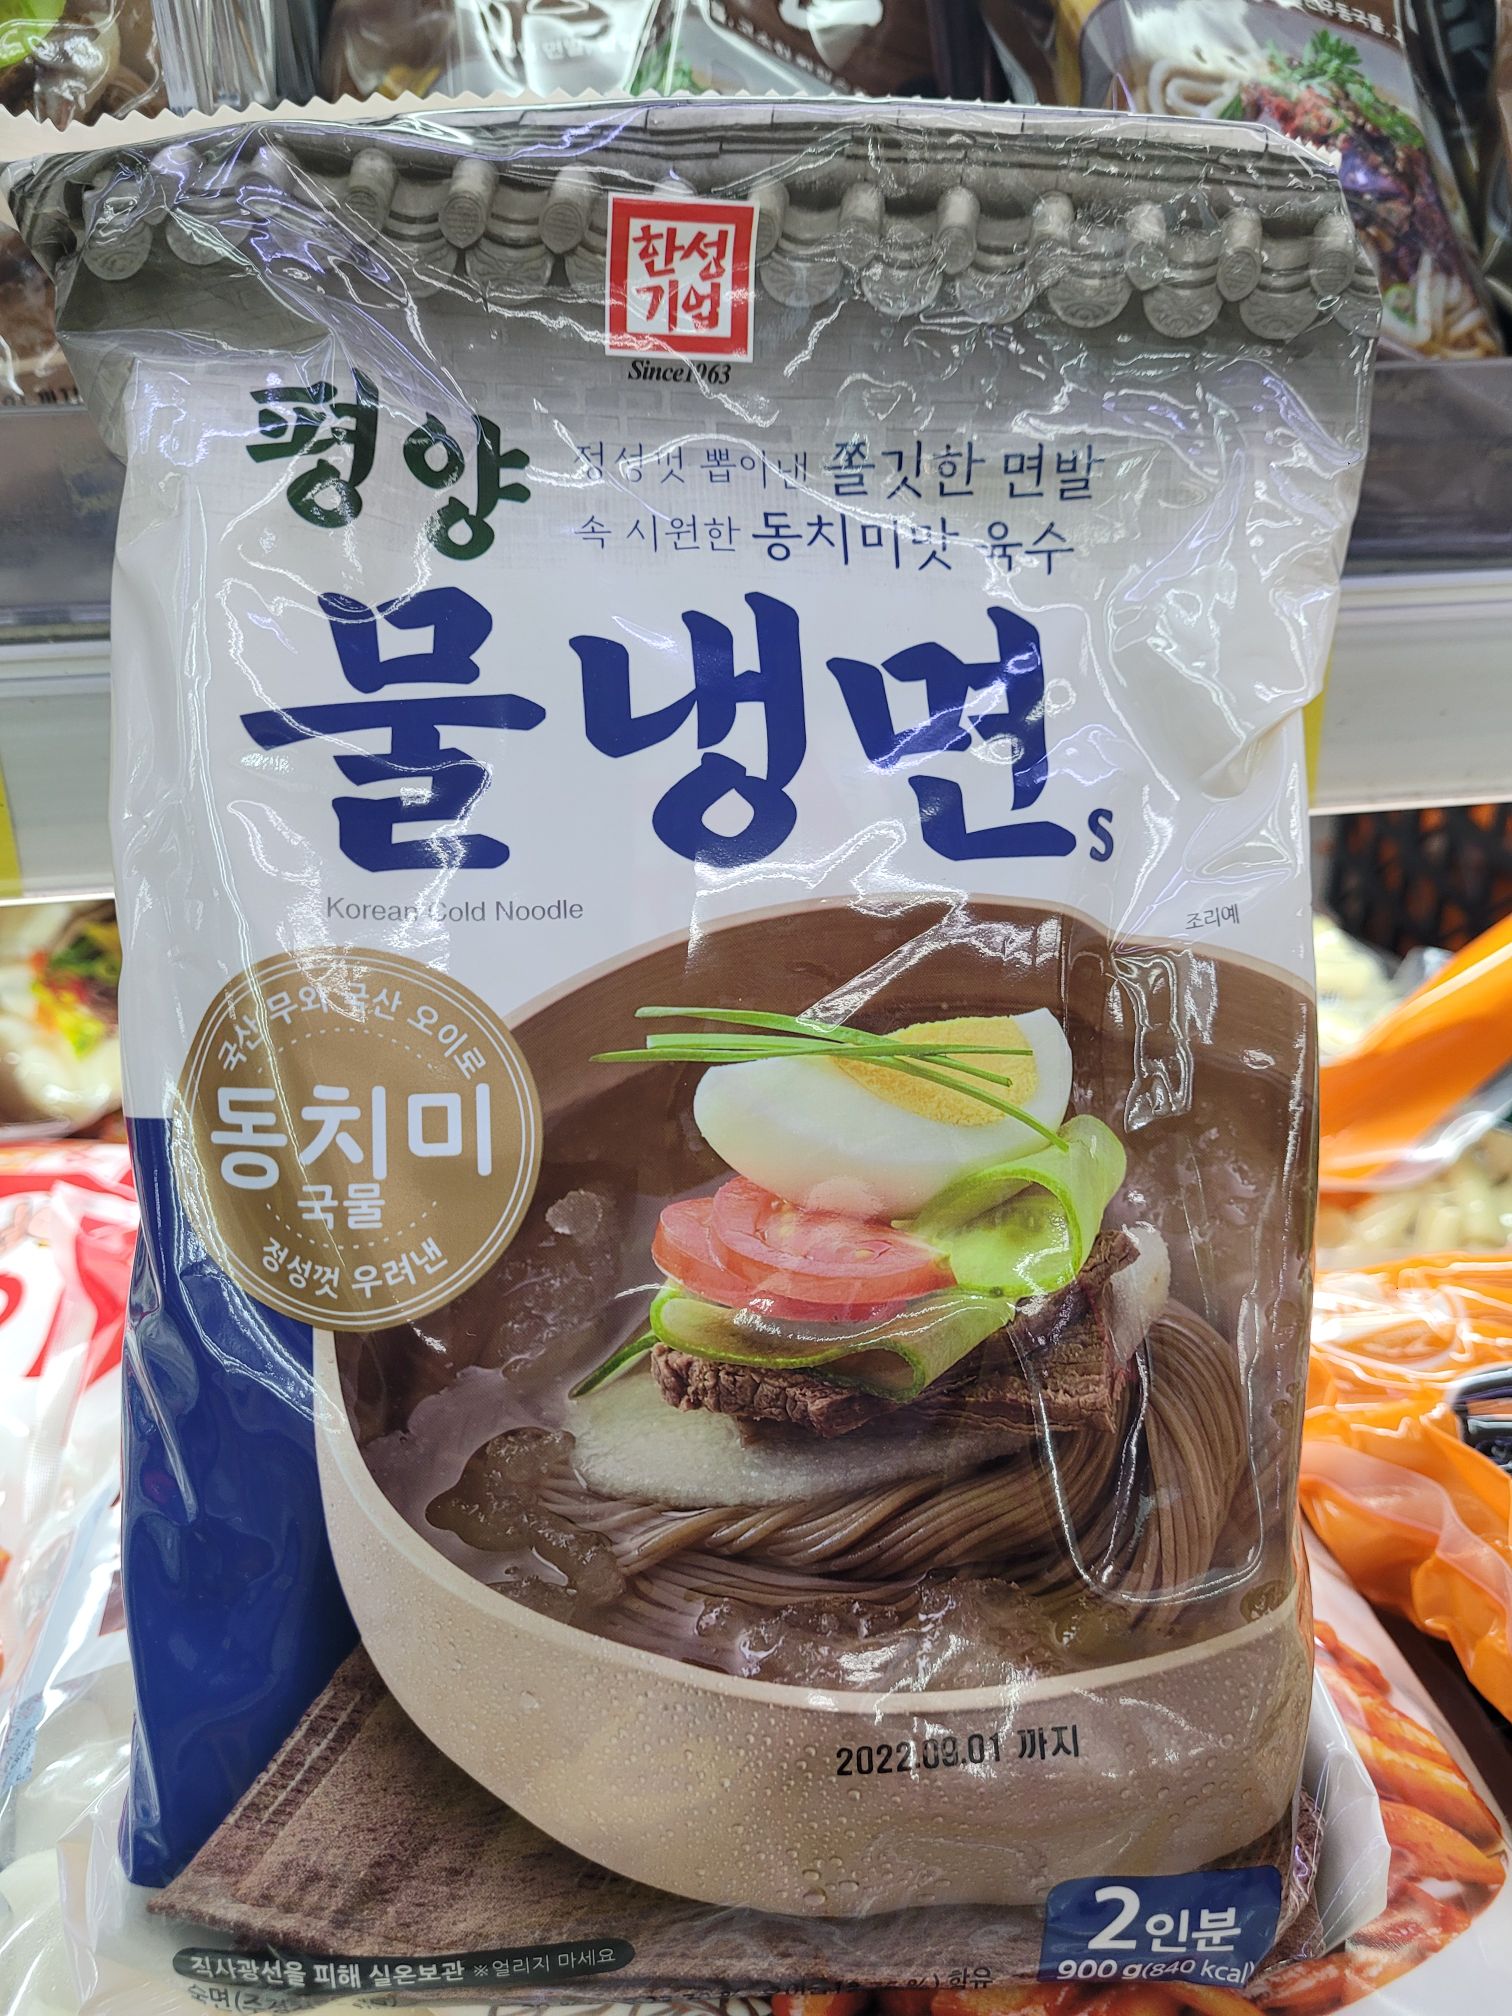 한성
기업
Since1963
평양
정성껏 뽑아낸 쫄깃한 면발
속 시원한 동치미맛 육수
물냉면s
Korean Cold Noodle
조리예
국산 무와 국산 오이로
동치미
국물
정성껏 우려낸
2022.09.01 까지
2인분
900 g(840 kcal)
직사광선을 피해 실온보관 ※얼리지 마세요
함유